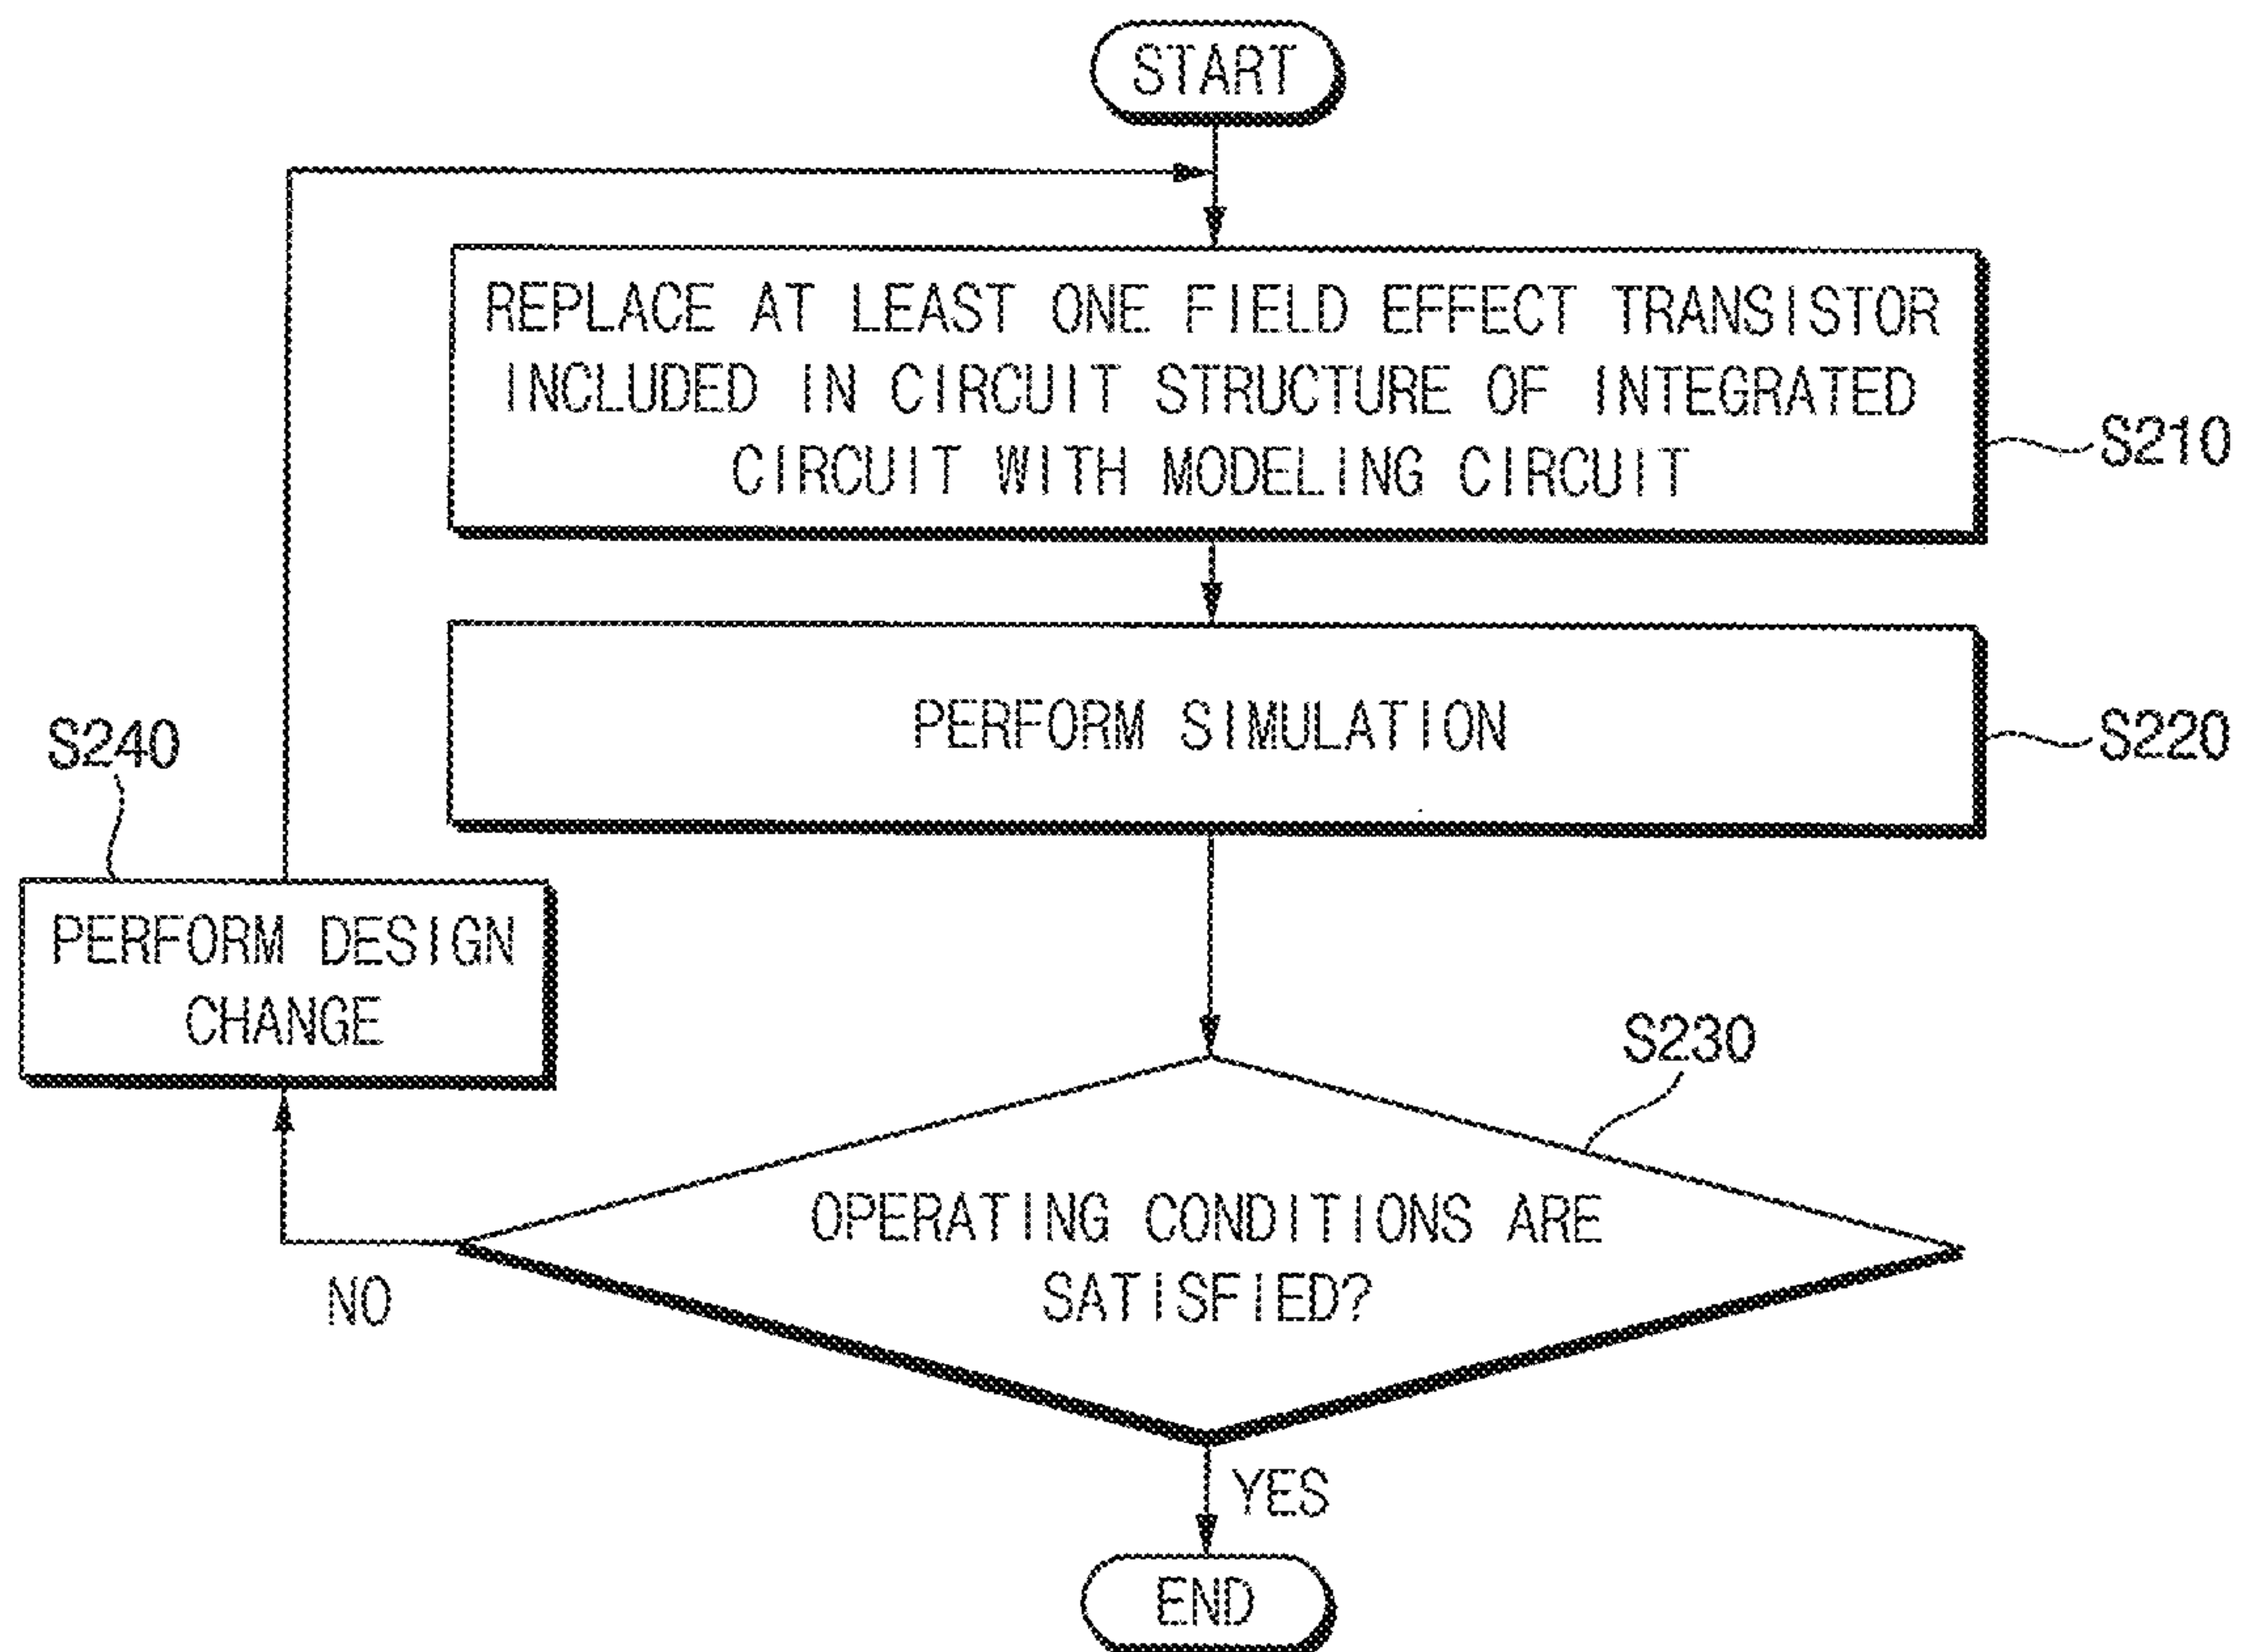 START
REPLACE AT LEAST ONE FIELD EFFECT TRANSISTOR
INCLUDED IN CIRCUIT STRUCTURE OF INTEGRATED
CIRCUIT WITH MODELING CIRCUIT
S210
PERFORM SIMULATION
S220
S240
PERFORM DESIGN
CHANGE
S230
OPERATING CONDITIONS ARE
SATISFIED?
NO
YES
END